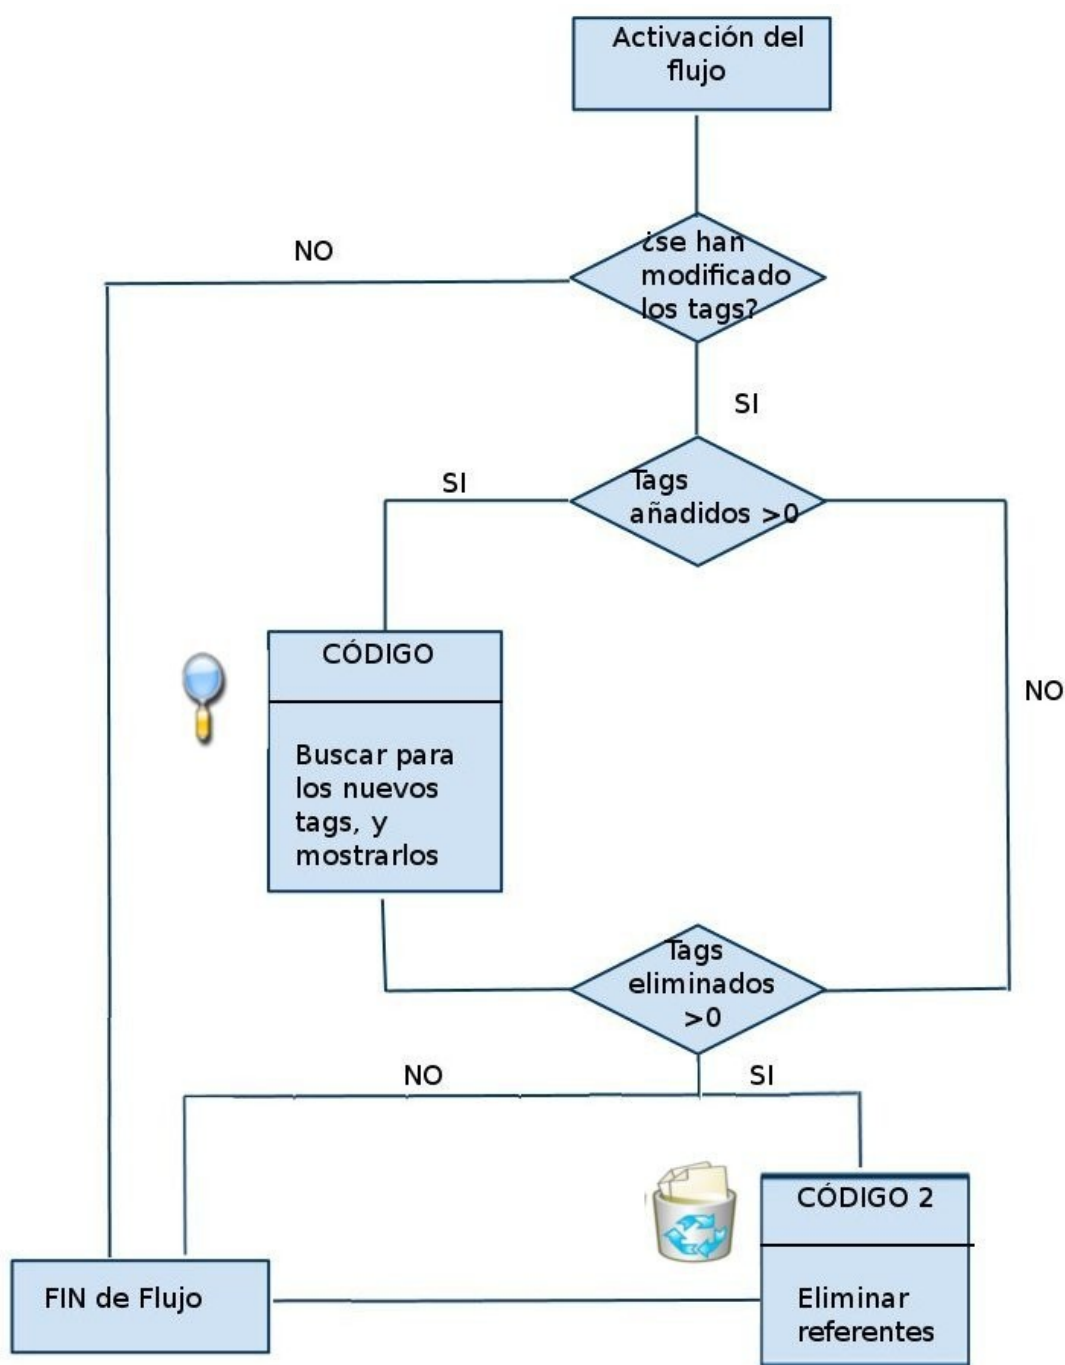 Activación del
flujo
NO
¿se han
modificado
los tags?
SI
SI
Tags
añadidos >0
CÓDIGO
NO
Buscar para
los nuevos
tags, y
mostrarlos
Tags
eliminados
>0
NO
SI
CÓDIGO 2
FIN de Flujo
Eliminar
referentes